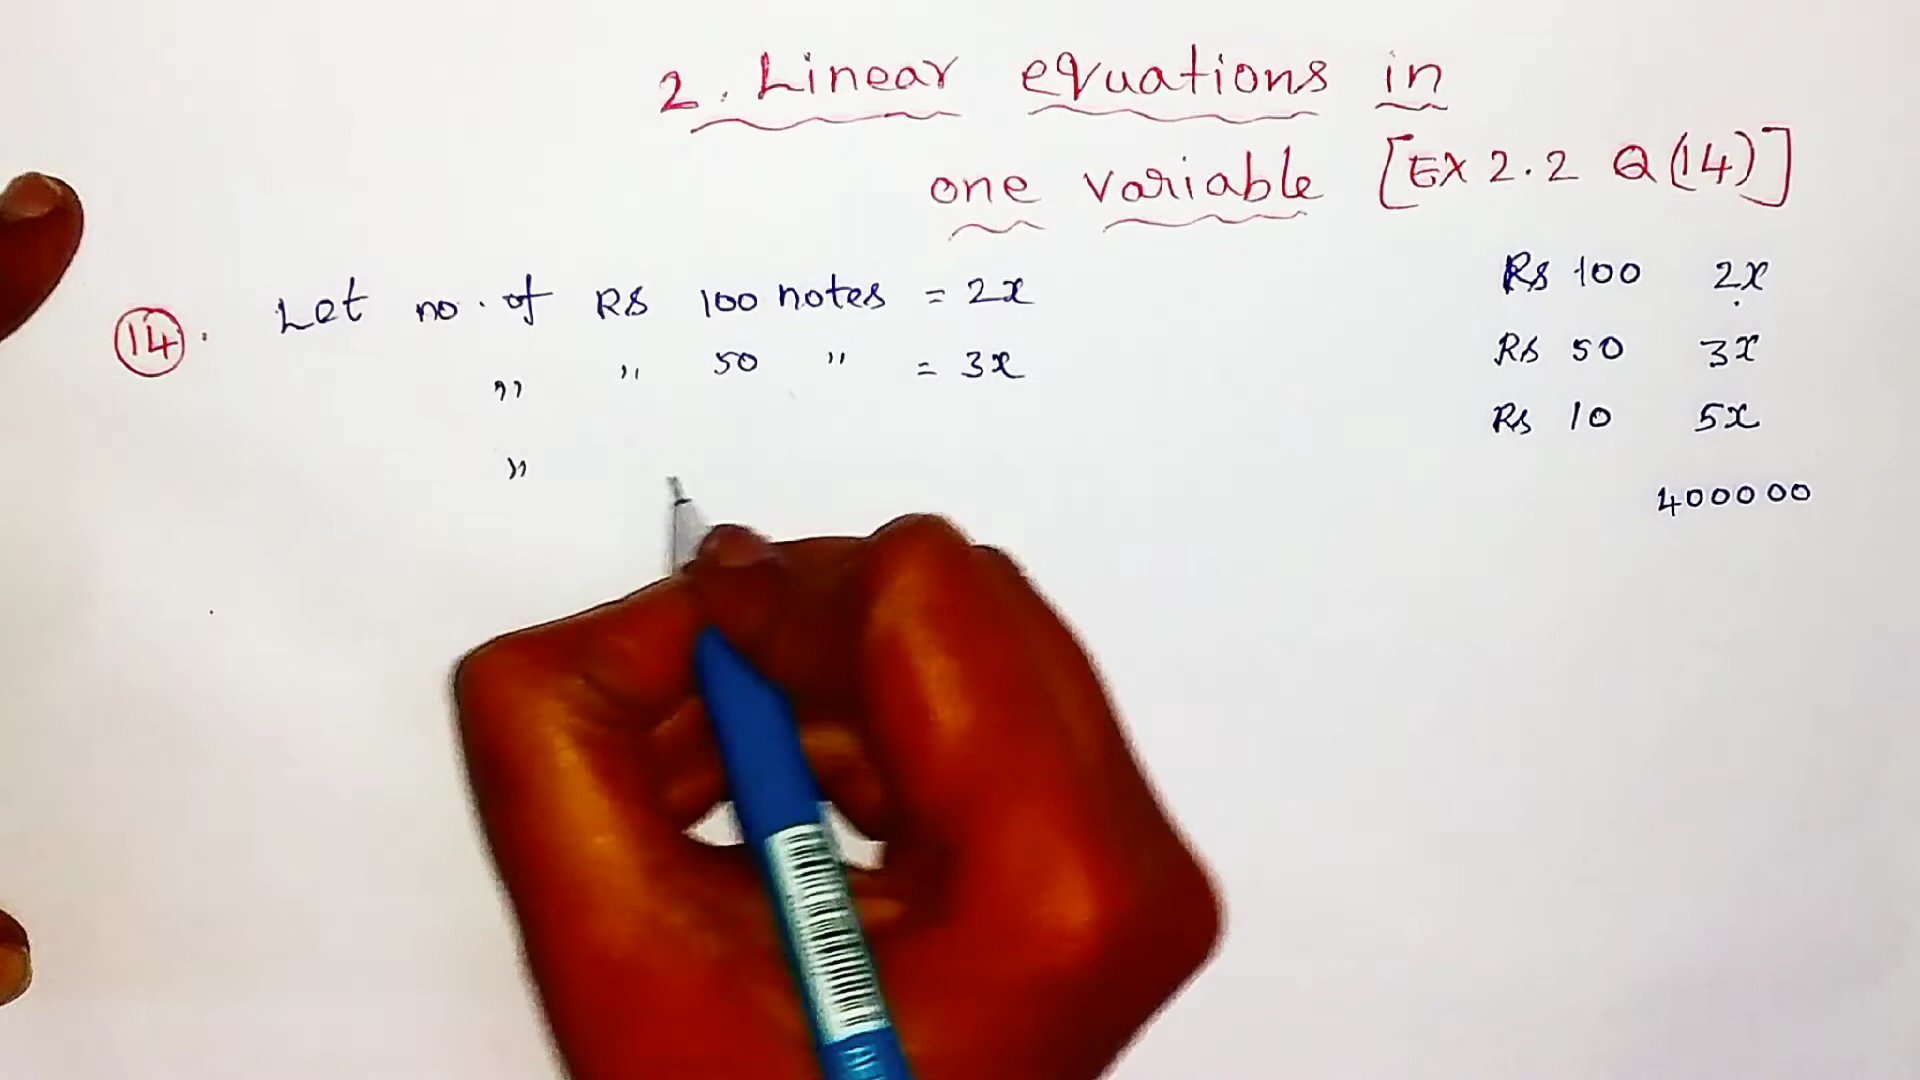 2. Linear equations in
one variable [EX 2.2 Q(14)]
14. Let no. of RS 100 notes = 2x
,, ,, 50 ,, = 3x
,,
Rs 100 2x
Rs 50 3x
Rs 10 5x
400000